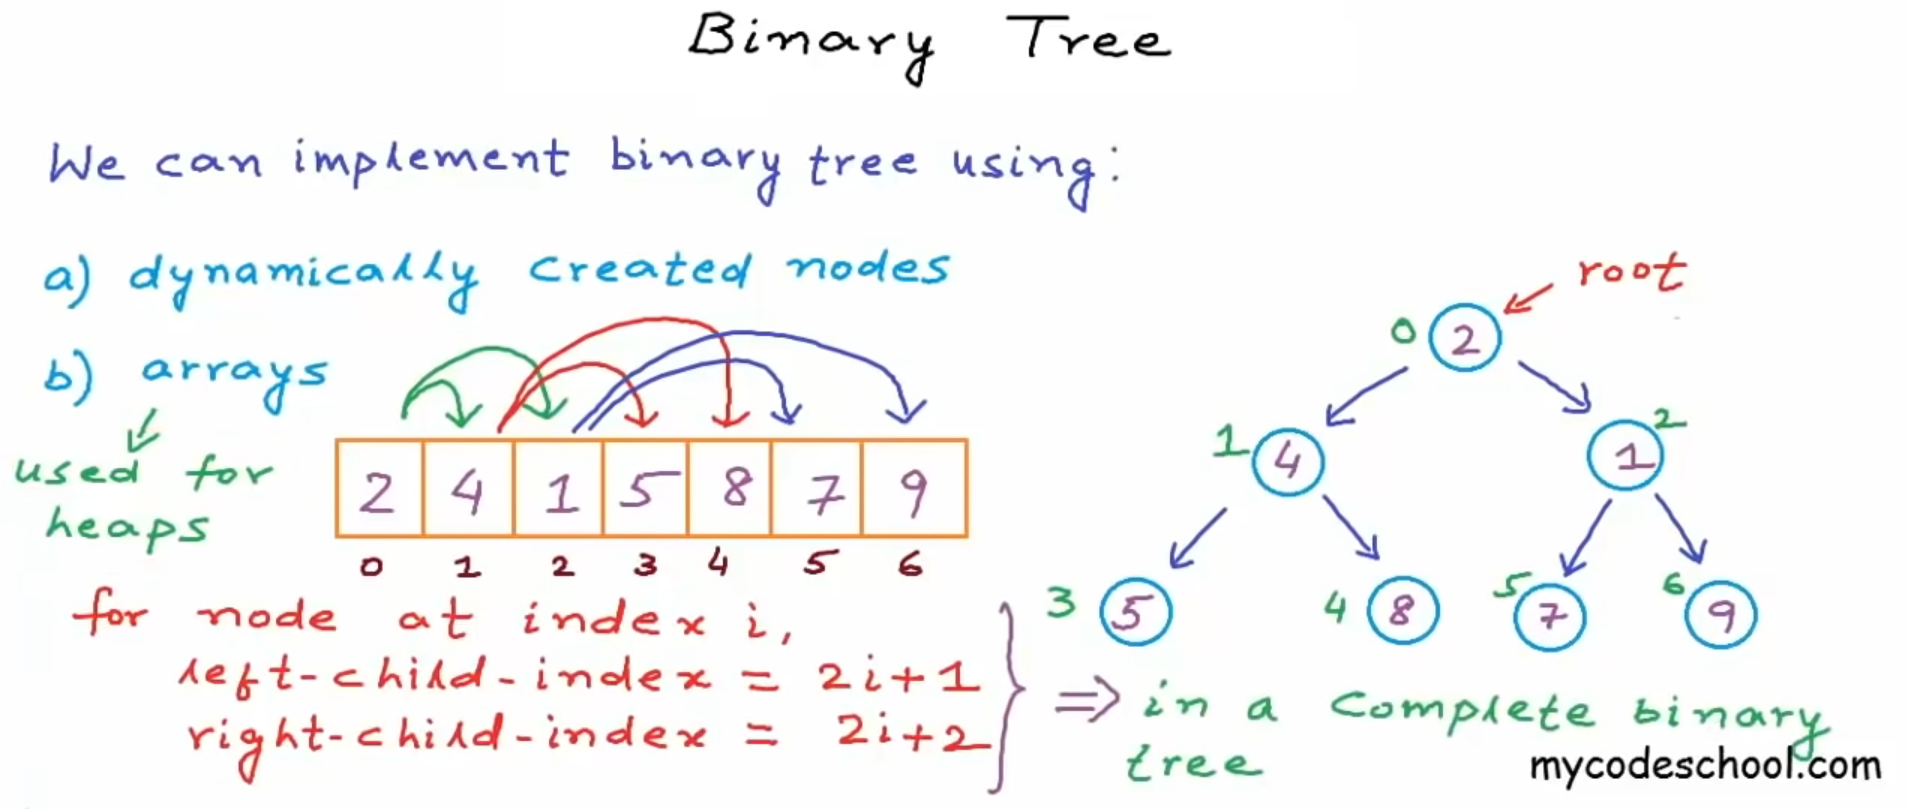 Binary Tree
We can implement binary tree using:
a) dynamically created nodes
b) arrays
used for
heaps
2 4 1 5 8 7 9
0 1 2 3 4 5 6
for node at index i,
left-child-index = 2i+1
right-child-index = 2i+2
root
0 2
1 4
1 2
3 5
4 8
5 7
6 9
⇒ in a complete binary
tree
mycodeschool.com